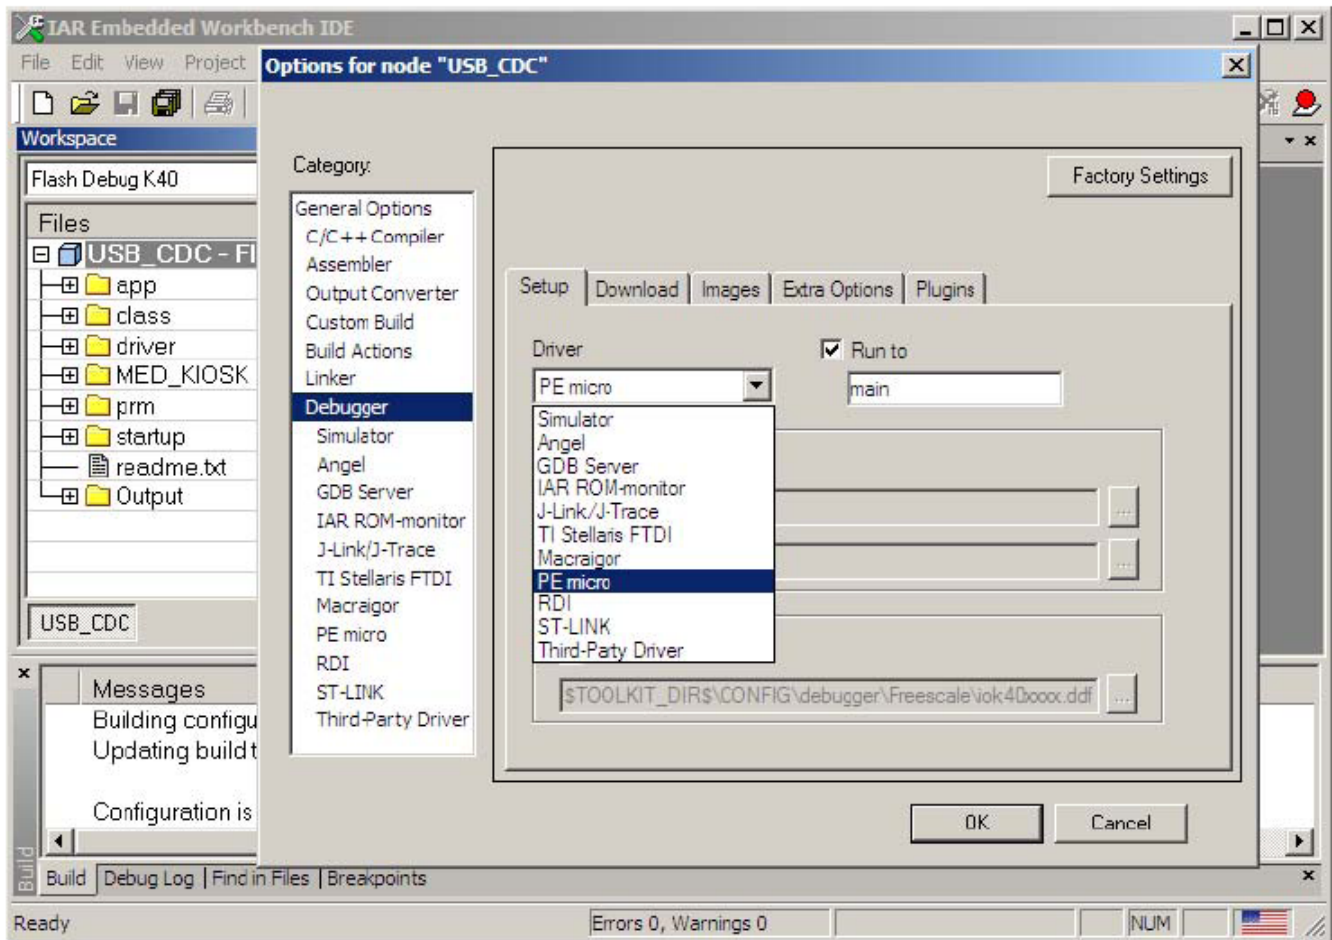 IAR Embedded Workbench IDE
File Edit View Project
Options for node "USB_CDC"
Workspace
Flash Debug K40
Files
USB_CDC - Fl
app
class
driver
MED_KIOSK
prm
startup
readme.txt
Output
USB_CDC
Category:
General Options
C/C++ Compiler
Assembler
Output Converter
Custom Build
Build Actions
Linker
Debugger
Simulator
Angel
GDB Server
IAR ROM-monitor
J-Link/J-Trace
TI Stellaris FTDI
Macraigor
PE micro
RDI
ST-LINK
Third-Party Driver
Factory Settings
Setup Download Images Extra Options Plugins
Driver
Run to
PE micro
main
Simulator
Angel
GDB Server
IAR ROM-monitor
J-Link/J-Trace
TI Stellaris FTDI
Macraigor
PE micro
RDI
ST-LINK
Third-Party Driver
...
...
$TOOLKIT_DIR$\CONFIG\debugger\Freescale\iok40xxxx.ddf ...
OK Cancel
Messages
Building configu
Updating build t
Configuration is
Build
Build Debug Log Find in Files Breakpoints
Ready Errors 0, Warnings 0 NUM